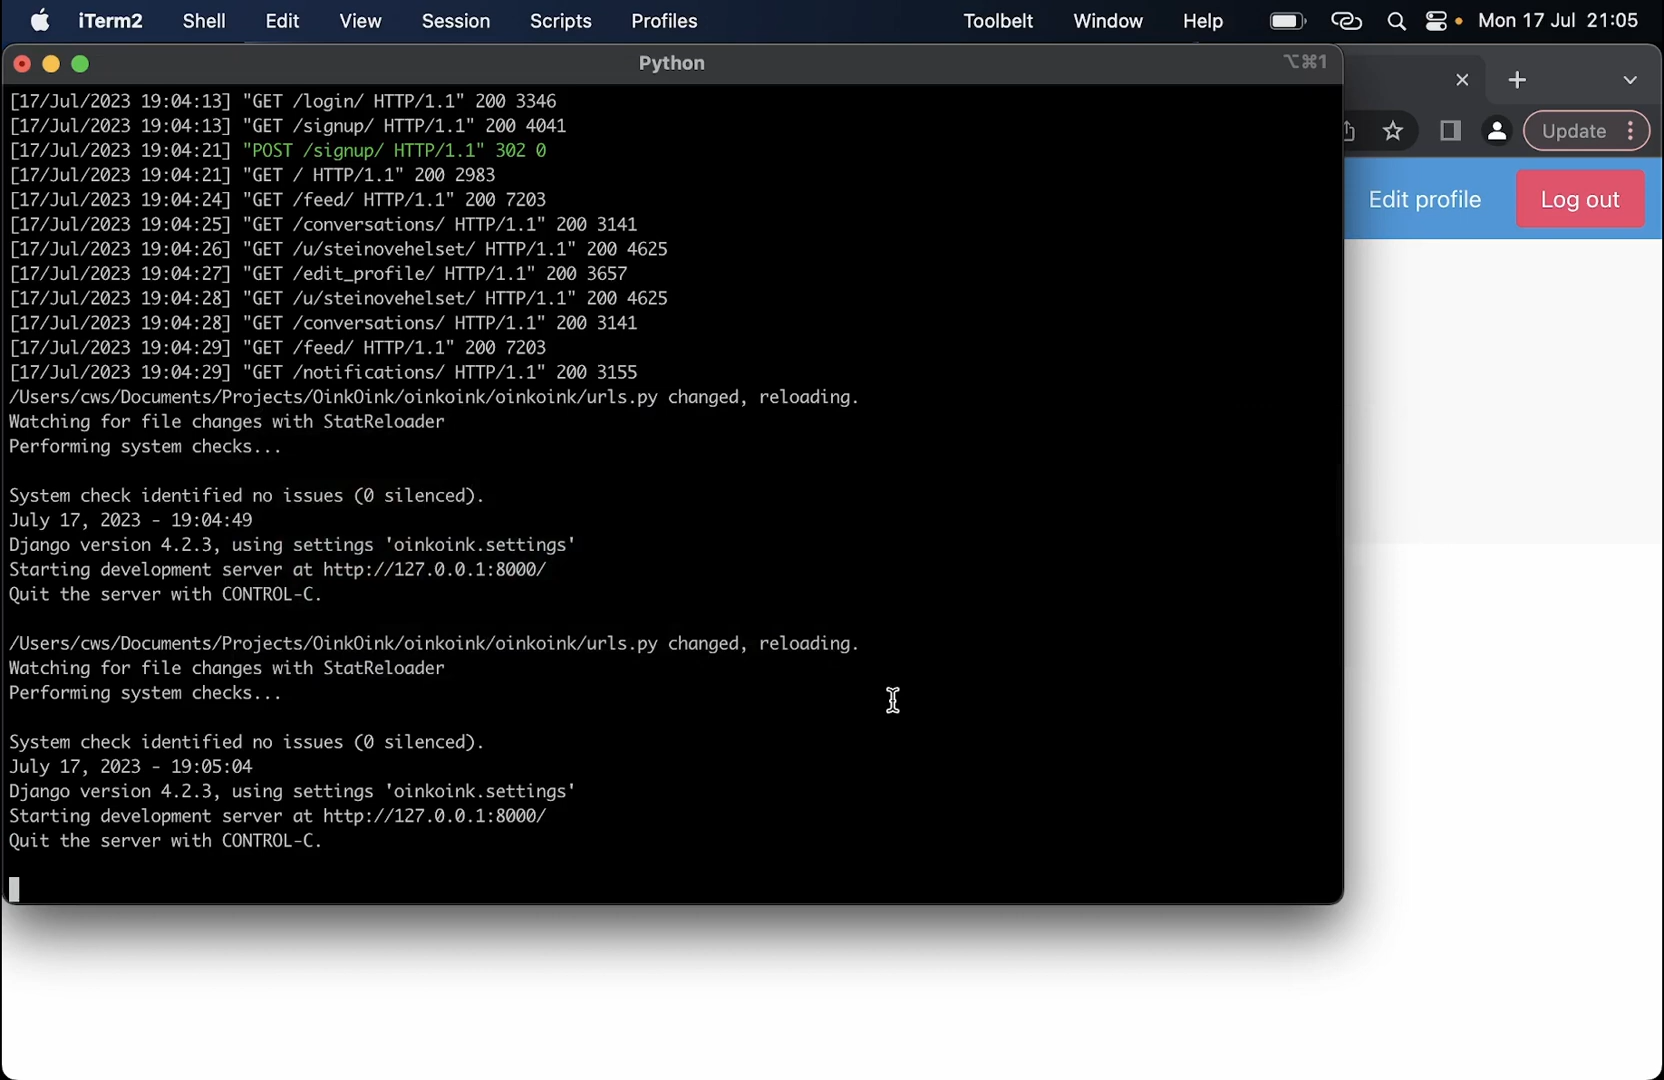 iTerm2 Shell Edit View Session Scripts Profiles Toolbelt Window Help Mon 17 Jul 21:05
Python ⌥⌘1
[17/Jul/2023 19:04:13] "GET /login/ HTTP/1.1" 200 3346
[17/Jul/2023 19:04:13] "GET /signup/ HTTP/1.1" 200 4041
[17/Jul/2023 19:04:21] "POST /signup/ HTTP/1.1" 302 0
[17/Jul/2023 19:04:21] "GET / HTTP/1.1" 200 2983
[17/Jul/2023 19:04:24] "GET /feed/ HTTP/1.1" 200 7203
[17/Jul/2023 19:04:25] "GET /conversations/ HTTP/1.1" 200 3141
[17/Jul/2023 19:04:26] "GET /u/steinovehelset/ HTTP/1.1" 200 4625
[17/Jul/2023 19:04:27] "GET /edit_profile/ HTTP/1.1" 200 3657
[17/Jul/2023 19:04:28] "GET /u/steinovehelset/ HTTP/1.1" 200 4625
[17/Jul/2023 19:04:28] "GET /conversations/ HTTP/1.1" 200 3141
[17/Jul/2023 19:04:29] "GET /feed/ HTTP/1.1" 200 7203
[17/Jul/2023 19:04:29] "GET /notifications/ HTTP/1.1" 200 3155
/Users/cws/Documents/Projects/OinkOink/oinkoink/oinkoink/urls.py changed, reloading.
Watching for file changes with StatReloader
Performing system checks...
System check identified no issues (0 silenced).
July 17, 2023 - 19:04:49
Django version 4.2.3, using settings 'oinkoink.settings'
Starting development server at http://127.0.0.1:8000/
Quit the server with CONTROL-C.
/Users/cws/Documents/Projects/OinkOink/oinkoink/oinkoink/urls.py changed, reloading.
Watching for file changes with StatReloader
Performing system checks...
System check identified no issues (0 silenced).
July 17, 2023 - 19:05:04
Django version 4.2.3, using settings 'oinkoink.settings'
Starting development server at http://127.0.0.1:8000/
Quit the server with CONTROL-C.
Update
Edit profile Log out